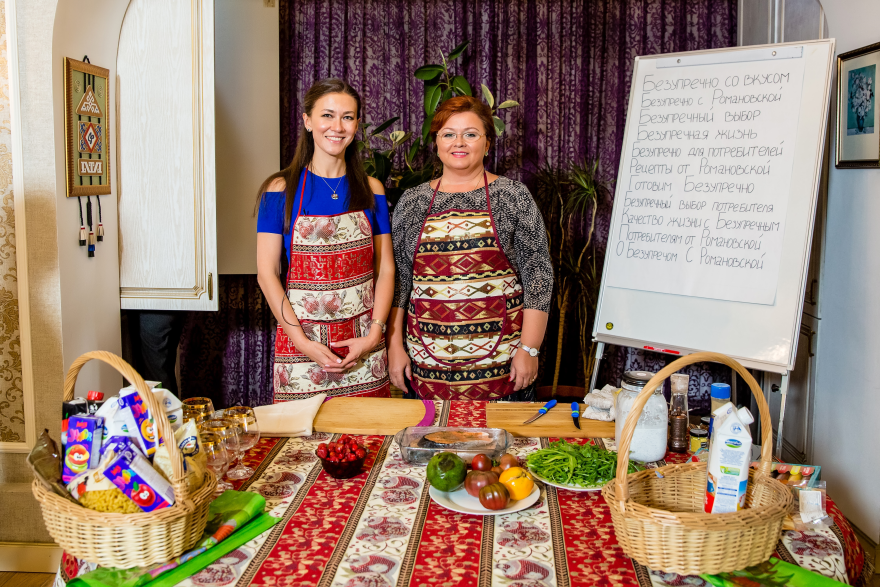 Безупречно со вкусом
Безупречно с Романовской
Безупречный выбор
Безупречная жизнь
Безупречно для потребителей
Рецепты от Романовской
Готовим Безупречно
Безупречный выбор потребителя
Качество жизни с Безупречным
Потребителям от Романовской
О Безупречом с Романовской